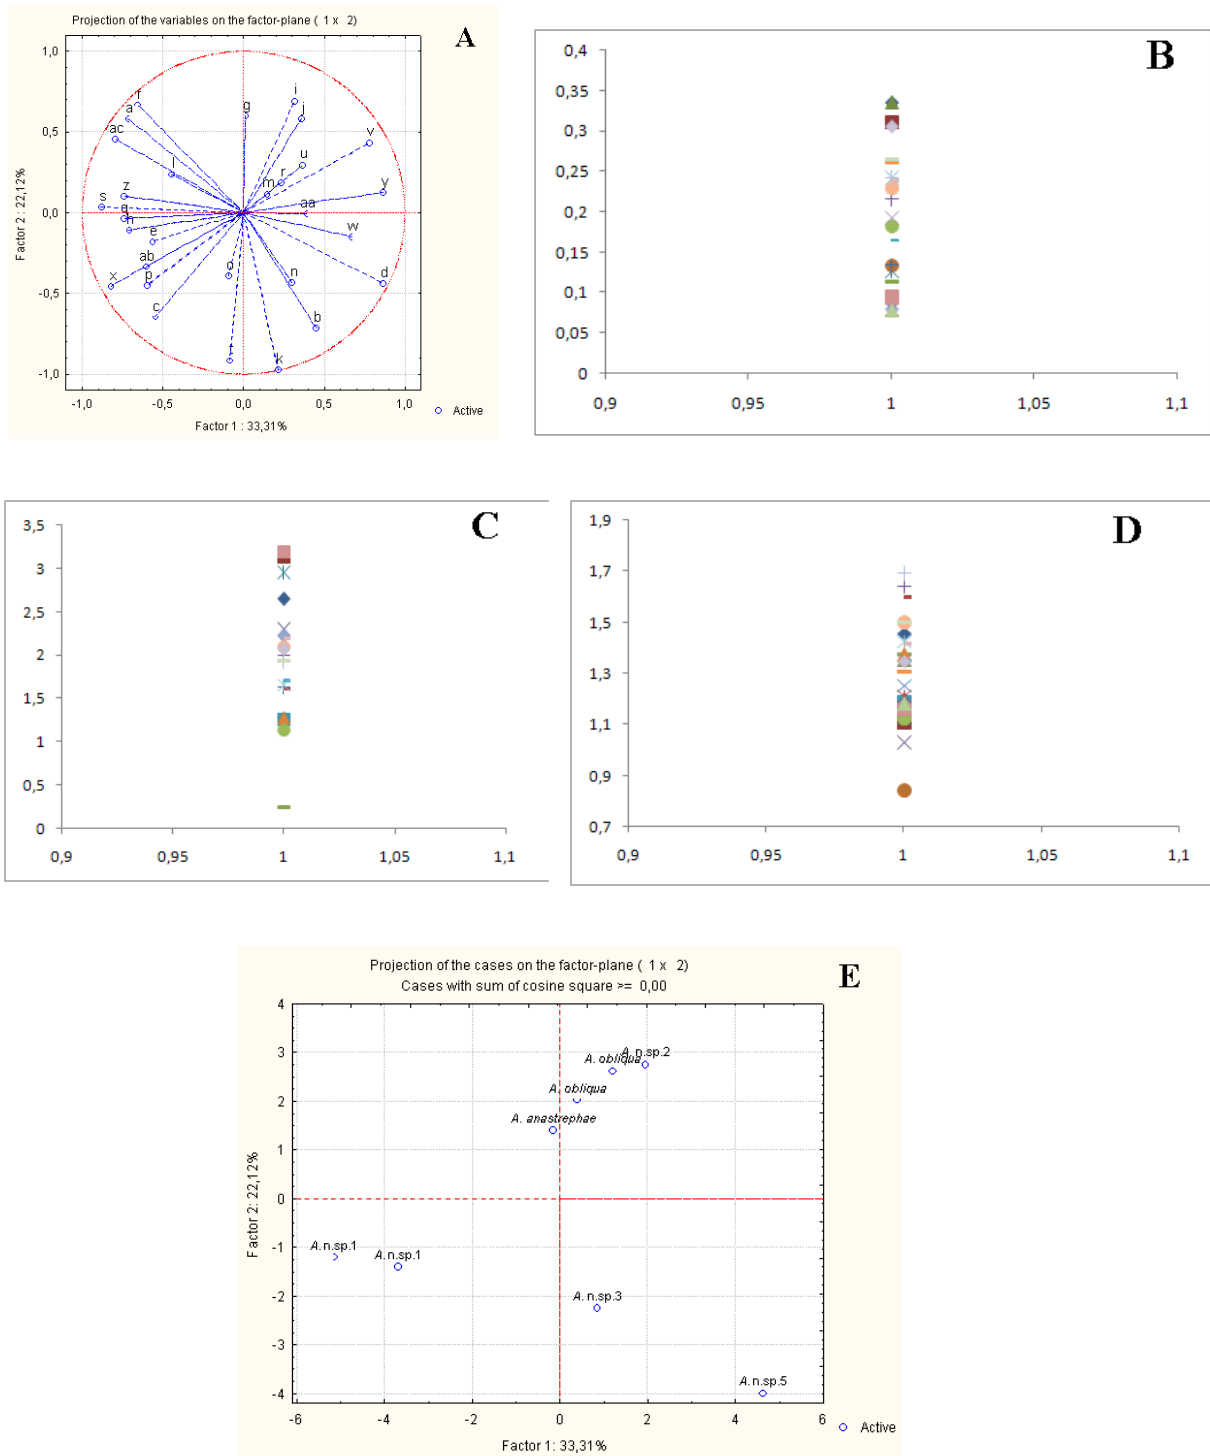 Projection of the variables on the factor-plane ( 1 x 2)
A
1,0
0,5
0,0
-0,5
-1,0
Factor 2 : 22,12%
f
a
ac
l
z
s
q
h
e
ab
x
p
c
o
g
i
j
v
u
r
m
y
aa
w
d
n
b
k
-1,0 -0,5 0,0 0,5 1,0
Factor 1 : 33,31%
Active
B
0,4
0,35
0,3
0,25
0,2
0,15
0,1
0,05
0
0,9 0,95 1 1,05 1,1
C
3,5
3
2,5
2
1,5
1
0,5
0
0,9 0,95 1 1,05 1,1
D
1,9
1,7
1,5
1,3
1,1
0,9
0,7
0,9 0,95 1 1,05 1,1
Projection of the cases on the factor-plane ( 1 x 2)
Cases with sum of cosine square >= 0,00
E
4
3
2
1
0
-1
-2
-3
-4
Factor 2: 22,12%
A. n.sp.2
A. obliqua
A. obliqua
A. anastrephae
A. n.sp.1
A. n.sp.1
A. n.sp.3
A. n.sp.5
-6 -4 -2 0 2 4 6
Factor 1: 33,31%
Active